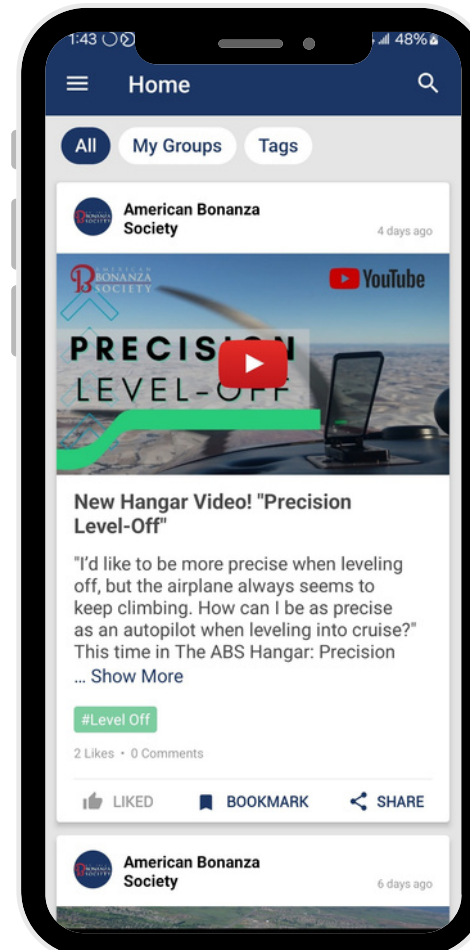 1:43 48%
Home
All My Groups Tags
American Bonanza
Society
4 days ago
AMERICAN
BONANZA
SOCIETY
YouTube
PRECIS N
LEVEL-OFF
New Hangar Video! "Precision
Level-Off"
"I’d like to be more precise when leveling
off, but the airplane always seems to
keep climbing. How can I be as precise
as an autopilot when leveling into cruise?"
This time in The ABS Hangar: Precision
... Show More
#Level Off
2 Likes • 0 Comments
LIKED BOOKMARK SHARE
American Bonanza
Society
6 days ago